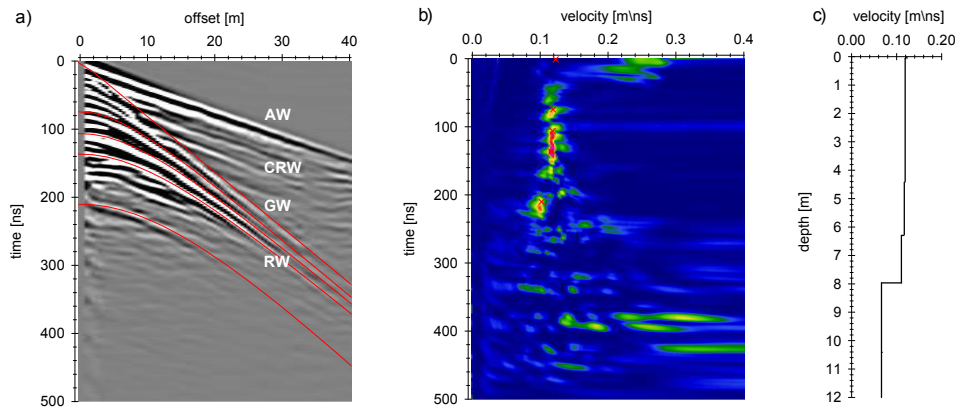 a)
offset [m]
0 10 20 30 40
0
100
200
300
400
500
time [ns]
AW
CRW
GW
RW
b)
velocity [m\ns]
0.0 0.1 0.2 0.3 0.4
0
100
200
300
400
500
time [ns]
c)
velocity [m\ns]
0.00 0.10 0.20
0
1
2
3
4
5
6
7
8
9
10
11
12
depth [m]